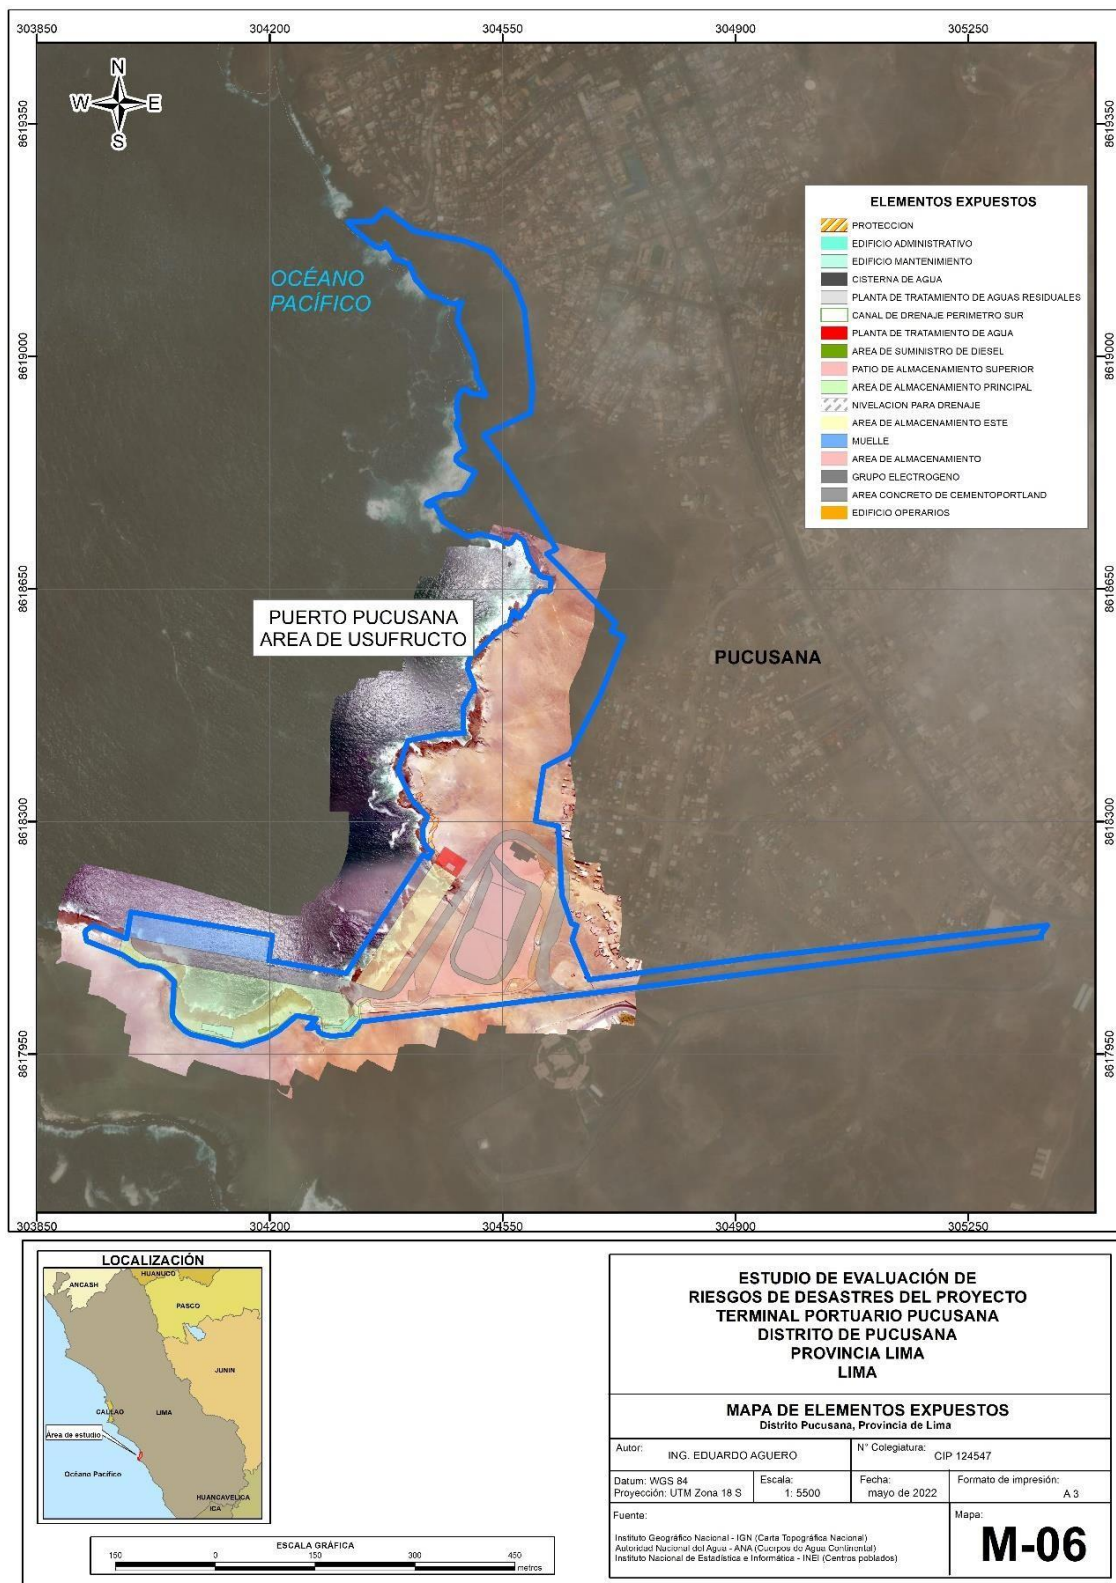 303850 304200 304550 304900 305250
N
W E
S
8619350 8619350
ELEMENTOS EXPUESTOS
PROTECCION
EDIFICIO ADMINISTRATIVO
EDIFICIO MANTENIMIENTO
CISTERNA DE AGUA
PLANTA DE TRATAMIENTO DE AGUAS RESIDUALES
CANAL DE DRENAJE PERIMETRO SUR
PLANTA DE TRATAMIENTO DE AGUA
AREA DE SUMINISTRO DE DIESEL
PATIO DE ALMACENAMIENTO SUPERIOR
AREA DE ALMACENAMIENTO PRINCIPAL
NIVELACION PARA DRENAJE
AREA DE ALMACENAMIENTO ESTE
MUELLE
AREA DE ALMACENAMIENTO
GRUPO ELECTROGENO
AREA CONCRETO DE CEMENTOPORTLAND
EDIFICIO OPERARIOS
OCÉANO
PACÍFICO
8619000 8619000
8618650 8618650
PUERTO PUCUSANA
AREA DE USUFRUCTO
PUCUSANA
8618300 8618300
8617950 8617950
303850 304200 304550 304900 305250
LOCALIZACIÓN
ANCASH
HUANUCO
PASCO
JUNIN
CALLAO
LIMA
Área de estudio
Océano Pacífico
HUANCAVELICA
ICA
ESCALA GRÁFICA
150 0 150 300 450
metros
ESTUDIO DE EVALUACIÓN DE
RIESGOS DE DESASTRES DEL PROYECTO
TERMINAL PORTUARIO PUCUSANA
DISTRITO DE PUCUSANA
PROVINCIA LIMA
LIMA
MAPA DE ELEMENTOS EXPUESTOS
Distrito Pucusana, Provincia de Lima
Autor: ING. EDUARDO AGUERO
N° Colegiatura: CIP 124547
Datum: WGS 84
Proyección: UTM Zona 18 S
Escala:
1: 5500
Fecha:
mayo de 2022
Formato de impresión:
A 3
Fuente:
Instituto Geográfico Nacional - IGN (Carta Topográfica Nacional)
Autoridad Nacional del Agua - ANA (Cuerpos de Agua Continental)
Instituto Nacional de Estadística e Informática - INEI (Centros poblados)
Mapa:
M-06